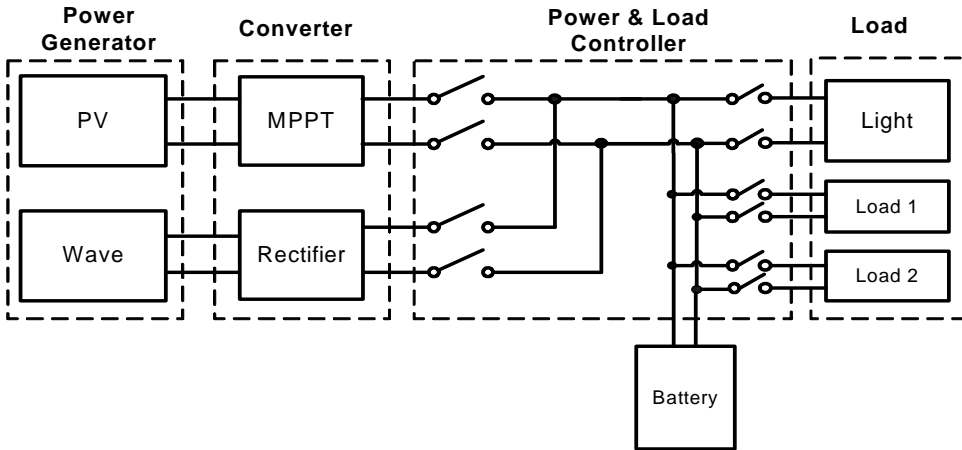 Power
Generator
Converter
Power & Load
Controller
Load
PV
MPPT
Light
Wave
Rectifier
Load 1
Load 2
Battery